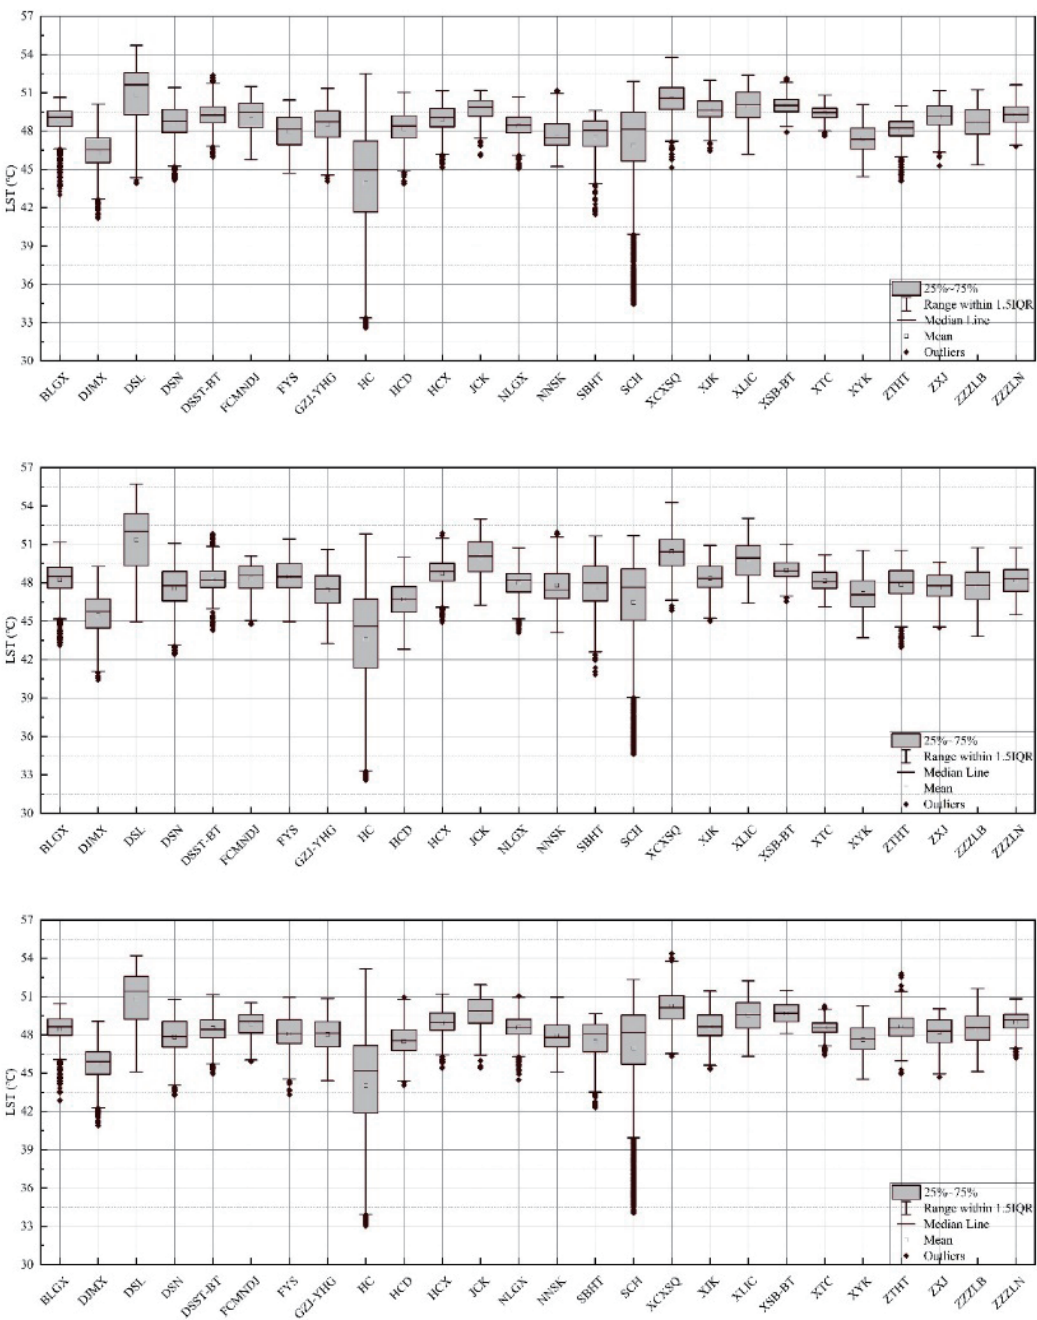 57
54
51
48
45
42
39
36
33
30
LST (°C)
25%~75%
Range within 1.5IQR
Median Line
Mean
Outliers
BLGX DJMX DSL DSN DSST-BT FCMNDJ FYS GZJ-YHG HC HCD HCX JCK NLGX NNSK SBHT SCH XCXSQ XJK XLIC XSB-BT XTC XYK ZTHT ZXJ ZZZLB ZZZLN
57
54
51
48
45
42
39
36
33
30
LST (°C)
25%~75%
Range within 1.5IQR
Median Line
Mean
Outliers
BLGX DJMX DSL DSN DSST-BT FCMNDJ FYS GZJ-YHG HC HCD HCX JCK NLGX NNSK SBHT SCH XCXSQ XJK XLIC XSB-BT XTC XYK ZTHT ZXJ ZZZLB ZZZLN
57
54
51
48
45
42
39
36
33
30
LST (°C)
25%~75%
Range within 1.5IQR
Median Line
Mean
Outliers
BLGX DJMX DSL DSN DSST-BT FCMNDJ FYS GZJ-YHG HC HCD HCX JCK NLGX NNSK SBHT SCH XCXSQ XJK XLIC XSB-BT XTC XYK ZTHT ZXJ ZZZLB ZZZLN